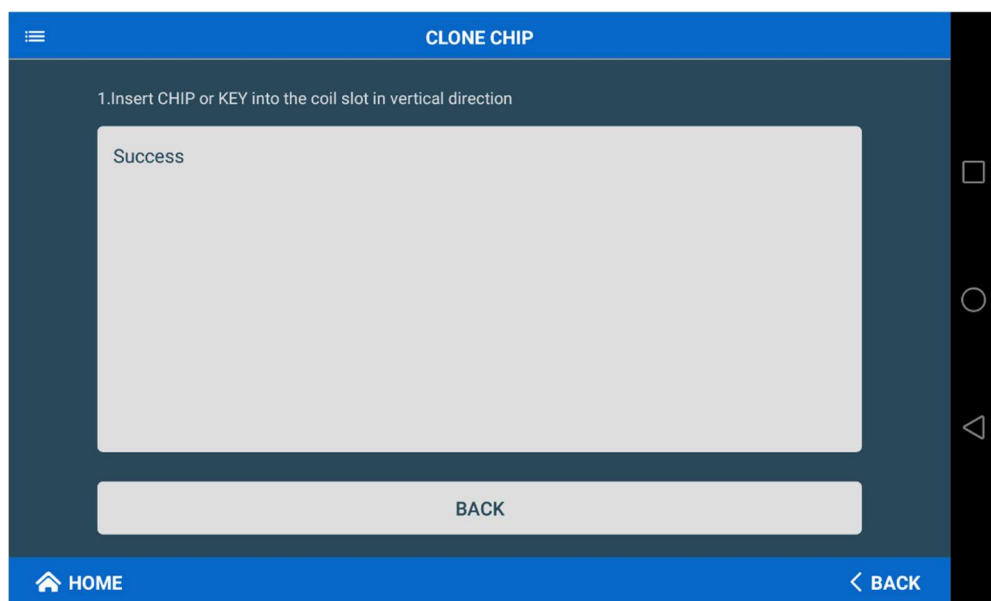 CLONE CHIP
1.Insert CHIP or KEY into the coil slot in vertical direction
Success
BACK
HOME
BACK